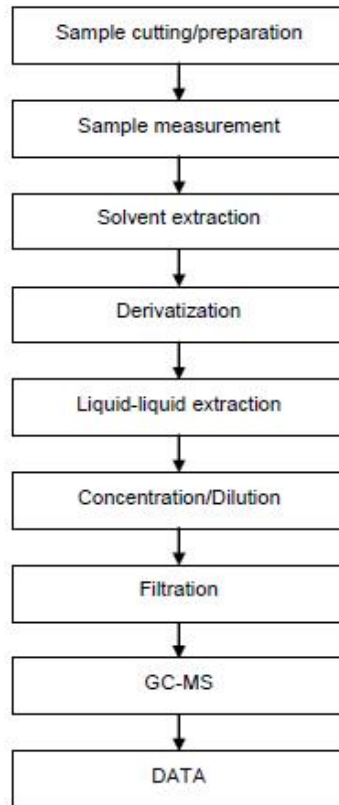 Sample cutting/preparation
Sample measurement
Solvent extraction
Derivatization
Liquid-liquid extraction
Concentration/Dilution
Filtration
GC-MS
DATA